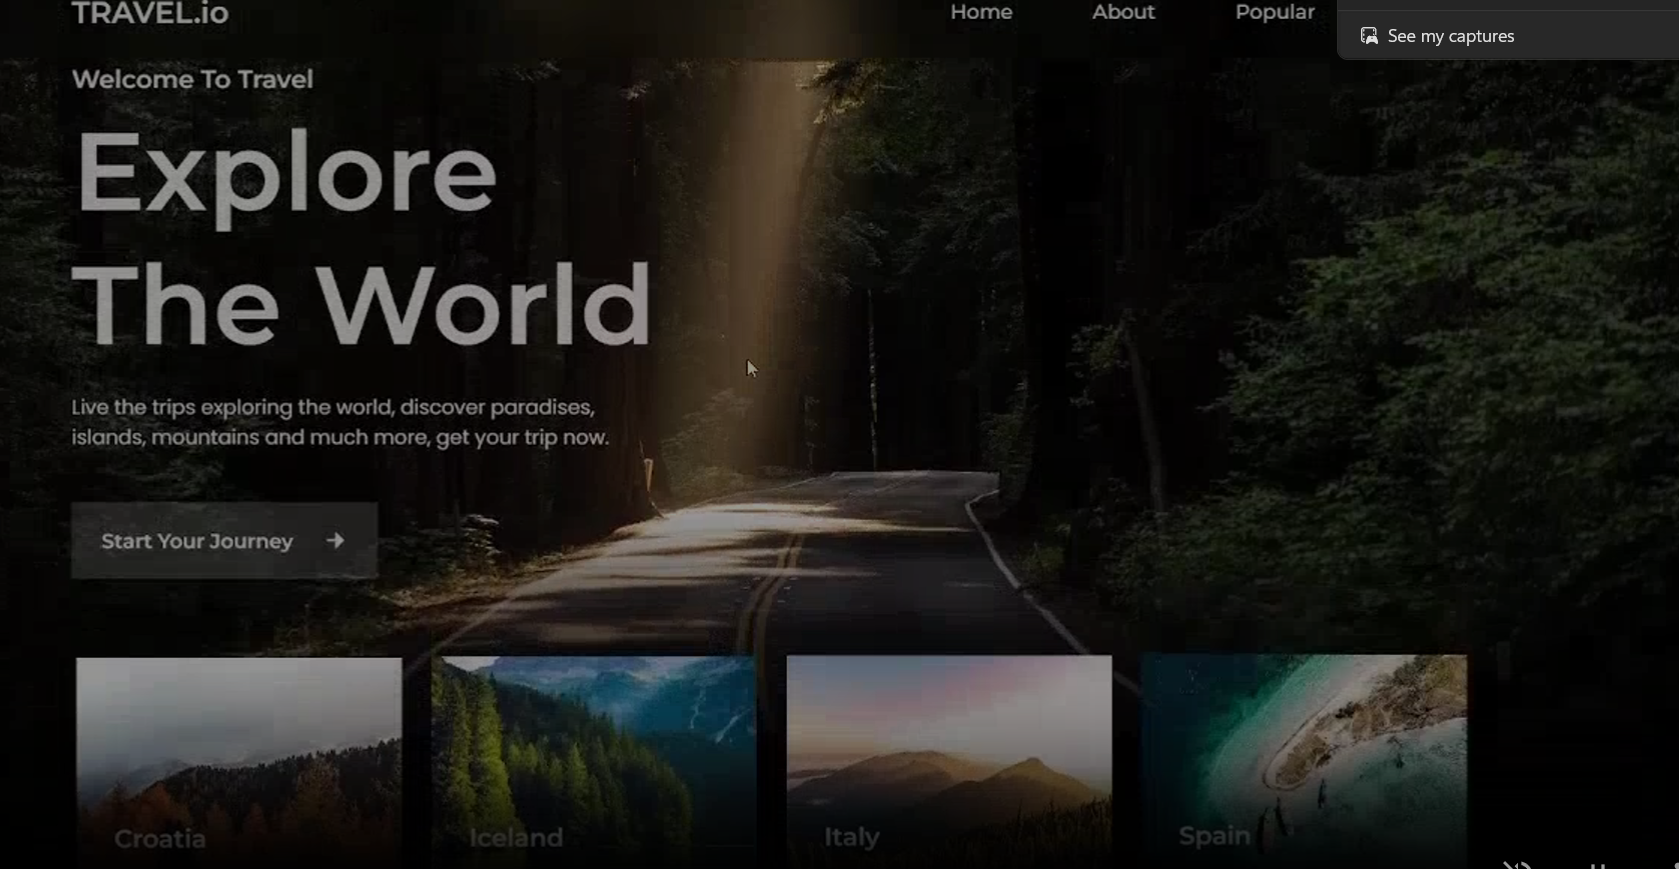 TRAVEL.io
Home
About
Popular
See my captures
Welcome To Travel
Explore
The World
Live the trips exploring the world, discover paradises,
islands, mountains and much more, get your trip now.
Start Your Journey
Croatia
Iceland
Italy
Spain